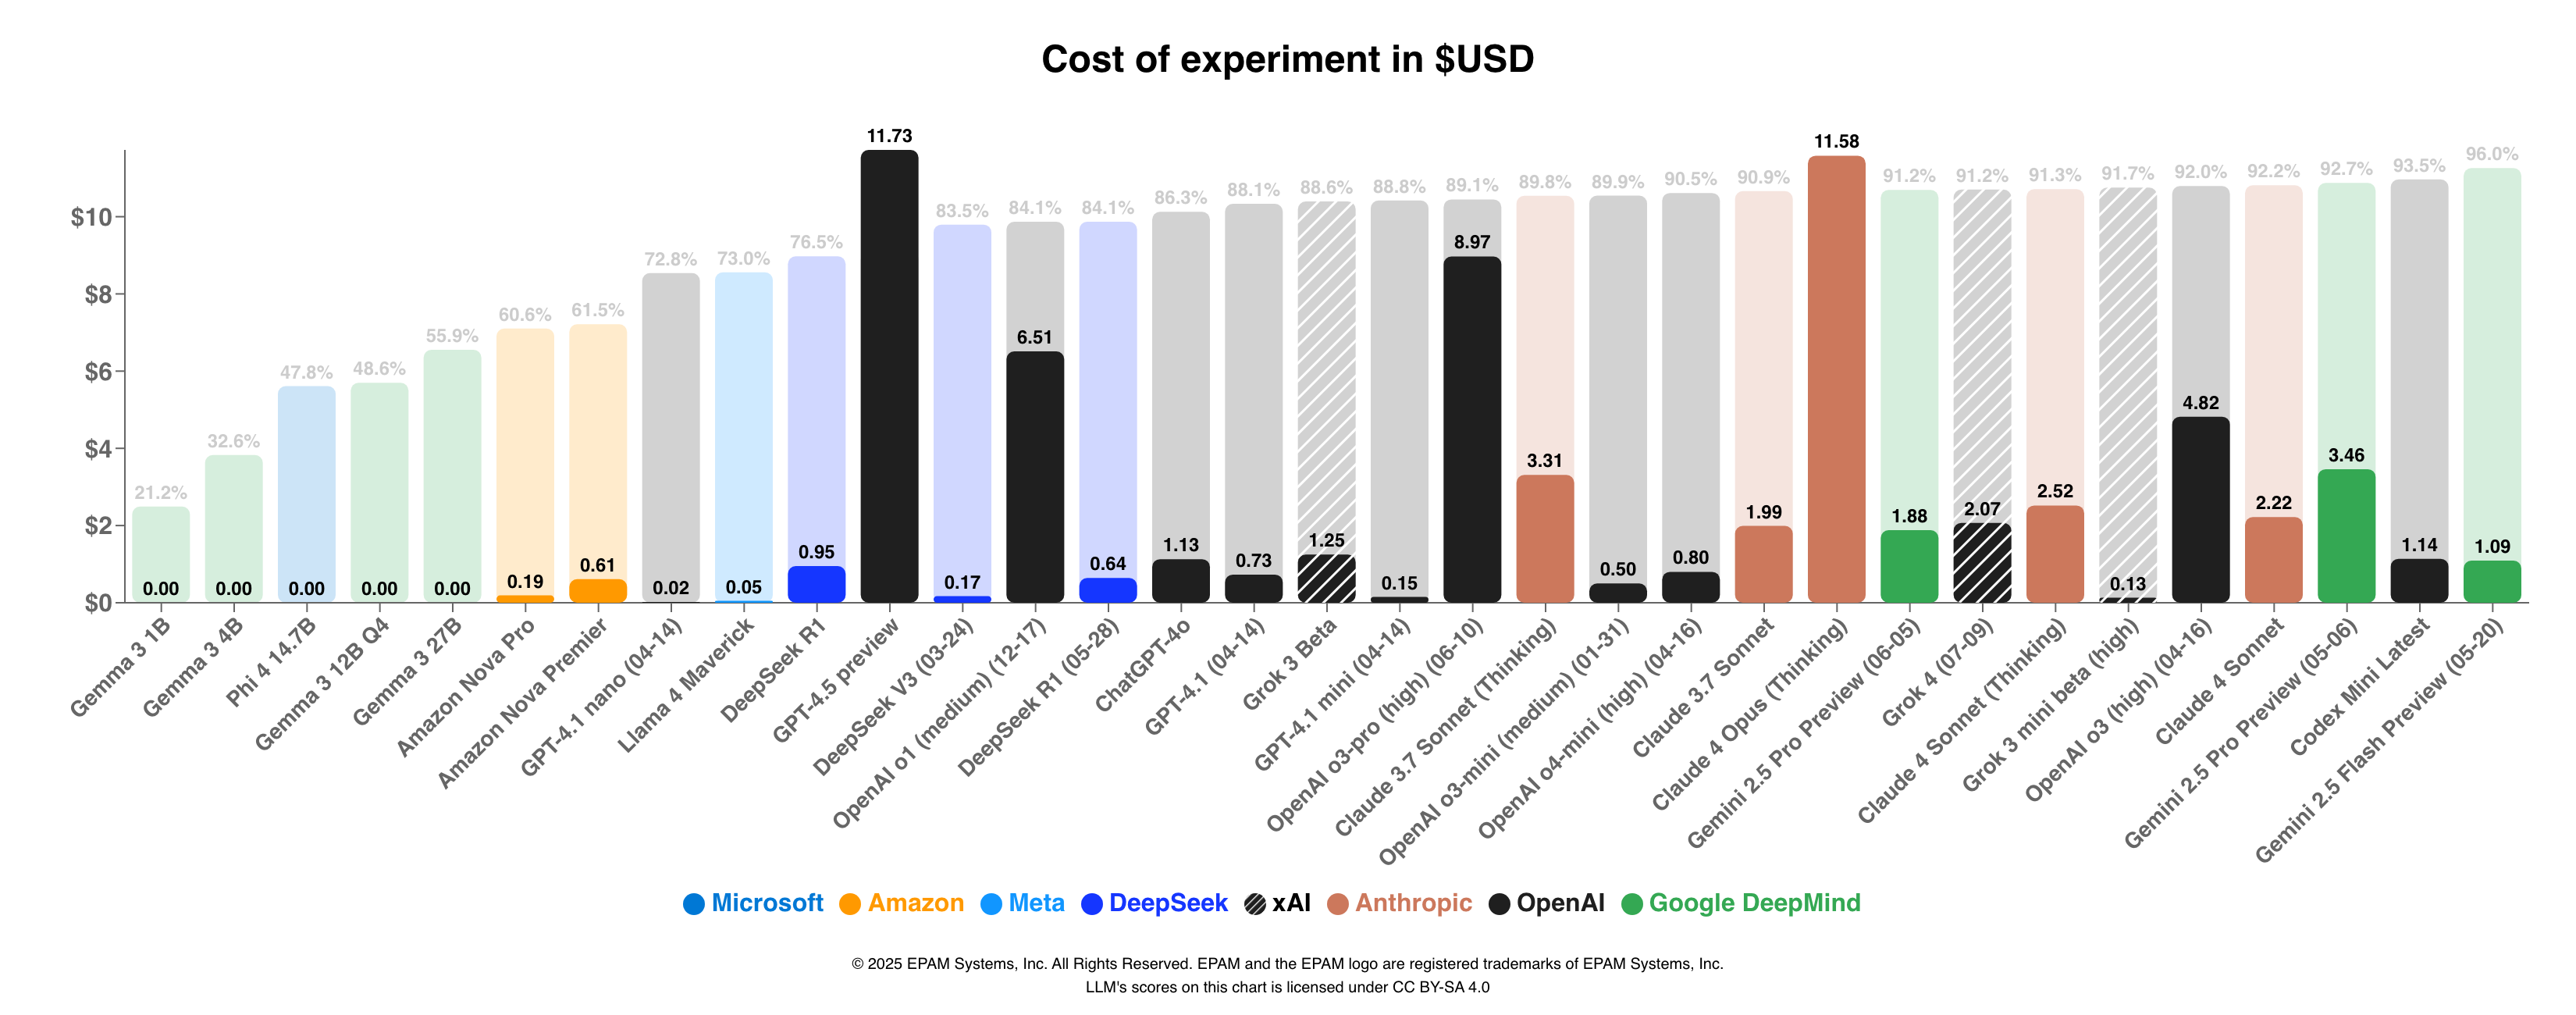 Cost of experiment in $USD
$10
$8
$6
$4
$2
$0
21.2%
32.6%
47.8%
48.6%
55.9%
60.6%
61.5%
72.8%
73.0%
76.5%
83.5%
84.1%
84.1%
86.3%
88.1%
88.6%
88.8%
89.1%
89.8%
89.9%
90.5%
90.9%
91.2%
91.2%
91.3%
91.7%
92.0%
92.2%
92.7%
93.5%
96.0%
0.00
0.00
0.00
0.00
0.00
0.19
0.61
0.02
0.05
0.95
11.73
0.17
6.51
0.64
1.13
0.73
1.25
0.15
8.97
3.31
0.50
0.80
1.99
11.58
1.88
2.07
2.52
0.13
4.82
2.22
3.46
1.14
1.09
Gemma 3 1B
Gemma 3 4B
Phi 4 14.7B
Gemma 3 12B Q4
Gemma 3 27B
Amazon Nova Pro
Amazon Nova Premier
GPT-4.1 nano (04-14)
Llama 4 Maverick
DeepSeek R1
GPT-4.5 preview
DeepSeek V3 (03-24)
OpenAI o1 (medium) (12-17)
DeepSeek R1 (05-28)
ChatGPT-4o
GPT-4.1 (04-14)
Grok 3 Beta
GPT-4.1 mini (04-14)
OpenAI o3-pro (high) (06-10)
Claude 3.7 Sonnet (Thinking)
OpenAI o3-mini (medium) (01-31)
OpenAI o4-mini (high) (04-16)
Claude 3.7 Sonnet
Claude 4 Opus (Thinking)
Gemini 2.5 Pro Preview (06-05)
Grok 4 (07-09)
Claude 4 Sonnet (Thinking)
Grok 3 mini beta (high)
OpenAI o3 (high) (04-16)
Claude 4 Sonnet
Gemini 2.5 Pro Preview (05-06)
Codex Mini Latest
Gemini 2.5 Flash Preview (05-20)
Microsoft Amazon Meta DeepSeek xAI Anthropic OpenAI Google DeepMind
© 2025 EPAM Systems, Inc. All Rights Reserved. EPAM and the EPAM logo are registered trademarks of EPAM Systems, Inc.
LLM's scores on this chart is licensed under CC BY-SA 4.0